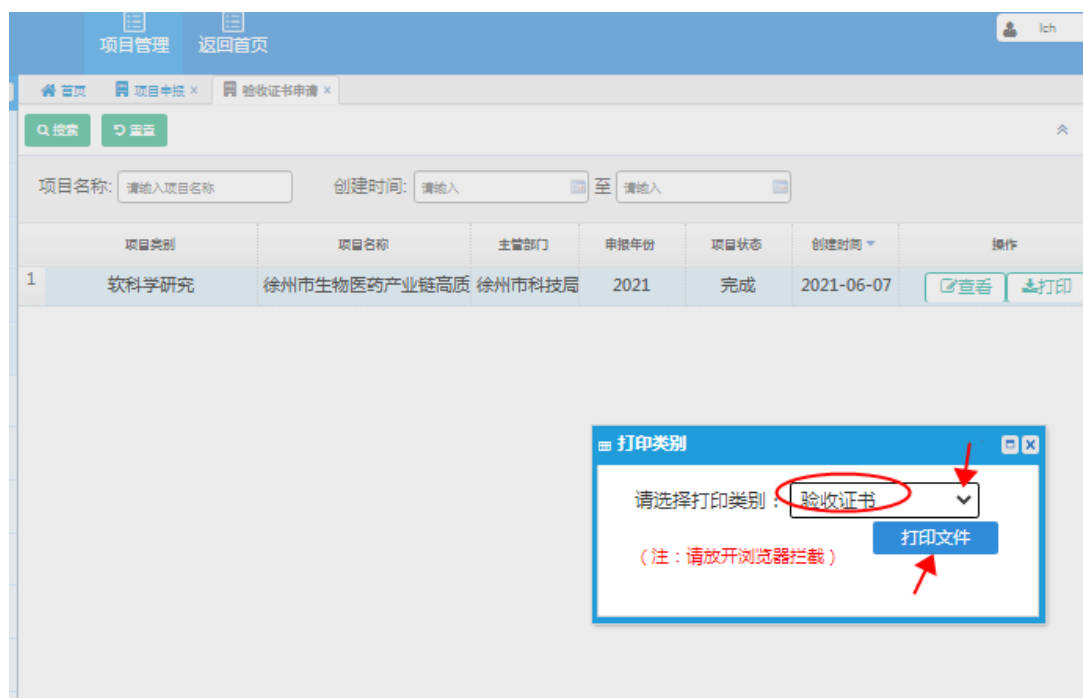 项目管理 返回首页 lch
首页 项目申报 × 验收证书申请 ×
搜索 重置
项目名称: 请输入项目名称 创建时间: 请输入 至 请输入
项目类别 项目名称 主管部门 申报年份 项目状态 创建时间 操作
1 软科学研究 徐州市生物医药产业链高质 徐州市科技局 2021 完成 2021-06-07 查看 打印
打印类别
请选择打印类别: 验收证书
打印文件
(注:请放开浏览器拦截)